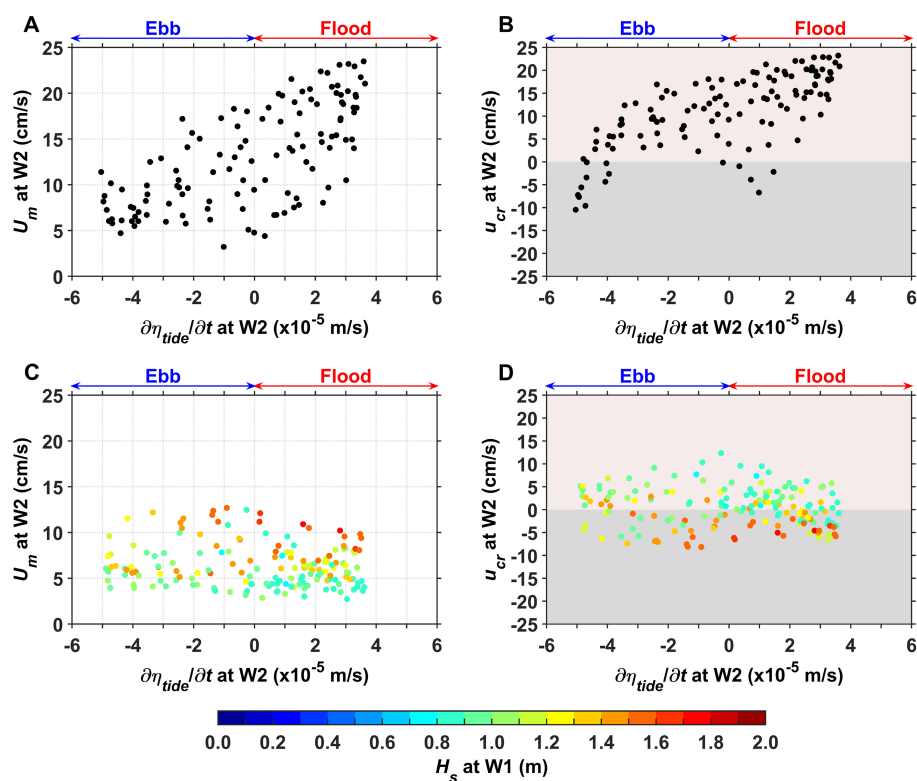 A
Ebb Flood
25
20
15
10
5
0
U_m at W2 (cm/s)
-6 -4 -2 0 2 4 6
∂η_tide/∂t at W2 (x10^-5 m/s)
B
Ebb Flood
25
20
15
10
5
0
-5
-10
-15
-20
-25
u_cr at W2 (cm/s)
-6 -4 -2 0 2 4 6
∂η_tide/∂t at W2 (x10^-5 m/s)
C
Ebb Flood
25
20
15
10
5
0
U_m at W2 (cm/s)
-6 -4 -2 0 2 4 6
∂η_tide/∂t at W2 (x10^-5 m/s)
D
Ebb Flood
25
20
15
10
5
0
-5
-10
-15
-20
-25
u_cr at W2 (cm/s)
-6 -4 -2 0 2 4 6
∂η_tide/∂t at W2 (x10^-5 m/s)
0.0 0.2 0.4 0.6 0.8 1.0 1.2 1.4 1.6 1.8 2.0
H_s at W1 (m)